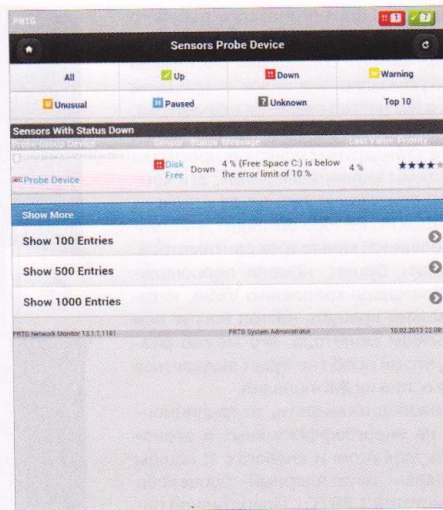 PRTG
1 7
Sensors Probe Device
All Up Down Warning
Unusual Paused Unknown Top 10
Sensors With Status Down
Probe Group Device Status Message Last Value Priority
Probe Device
Disk Free
Down
4 % (Free Space C:) is below
the error limit of 10 %
4 %
Show More
Show 100 Entries
Show 500 Entries
Show 1000 Entries
PRTG Network Monitor 13.1.1.1161 PRTG System Administrator 10.02.2013 22:09